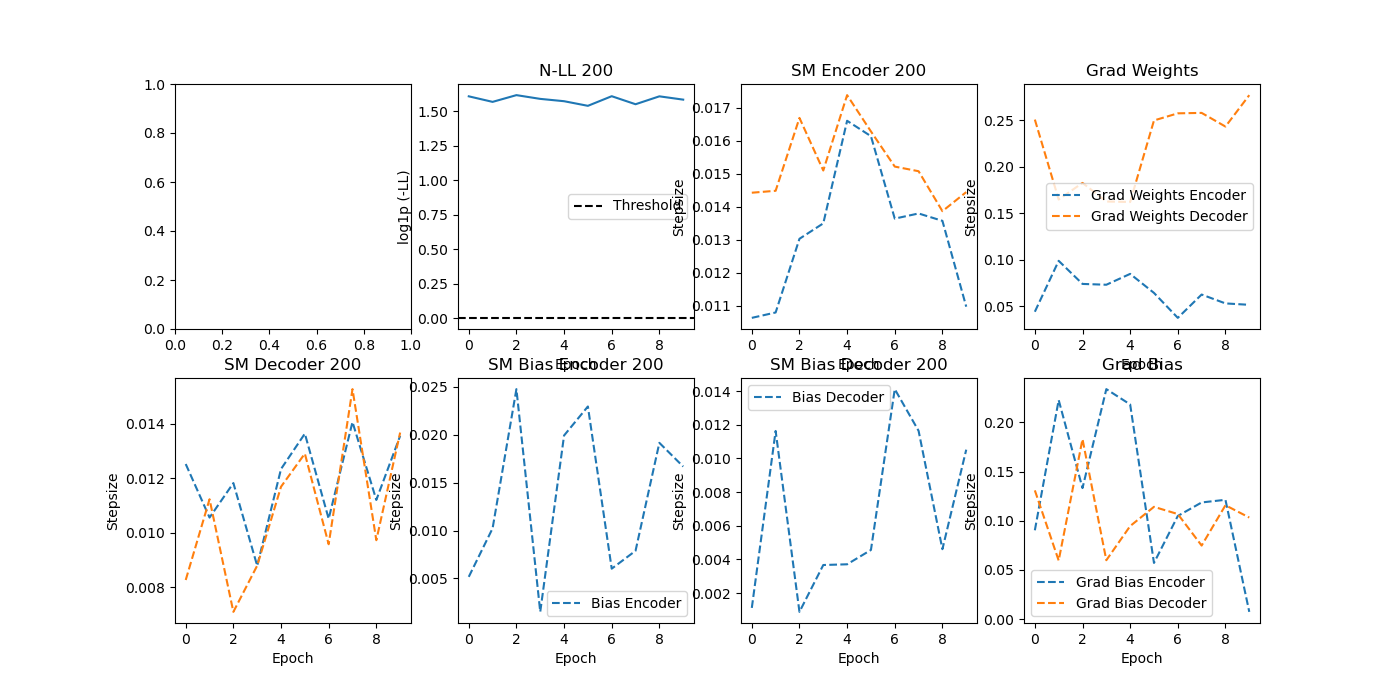 1.0
0.8
0.6
0.4
0.2
0.0
0.0 0.2 0.4 0.6 0.8 1.0
N-LL 200
log1p (-LL)
1.50
1.25
1.00
0.75
0.50
0.25
0.00
Threshold
0 2 4 6 8
Epoch
SM Encoder 200
Stepsize
0.017
0.016
0.015
0.014
0.013
0.012
0.011
0 2 4 6 8
Epoch
Grad Weights
Stepsize
0.25
0.20
0.15
0.10
0.05
Grad Weights Encoder
Grad Weights Decoder
0 2 4 6 8
Epoch
SM Decoder 200
Stepsize
0.014
0.012
0.010
0.008
0 2 4 6 8
Epoch
SM Bias Encoder 200
Stepsize
0.025
0.020
0.015
0.010
0.005
Bias Encoder
0 2 4 6 8
Epoch
SM Bias Decoder 200
Stepsize
0.014
0.012
0.010
0.008
0.006
0.004
0.002
Bias Decoder
0 2 4 6 8
Epoch
Grad Bias
Stepsize
0.20
0.15
0.10
0.05
0.00
Grad Bias Encoder
Grad Bias Decoder
0 2 4 6 8
Epoch